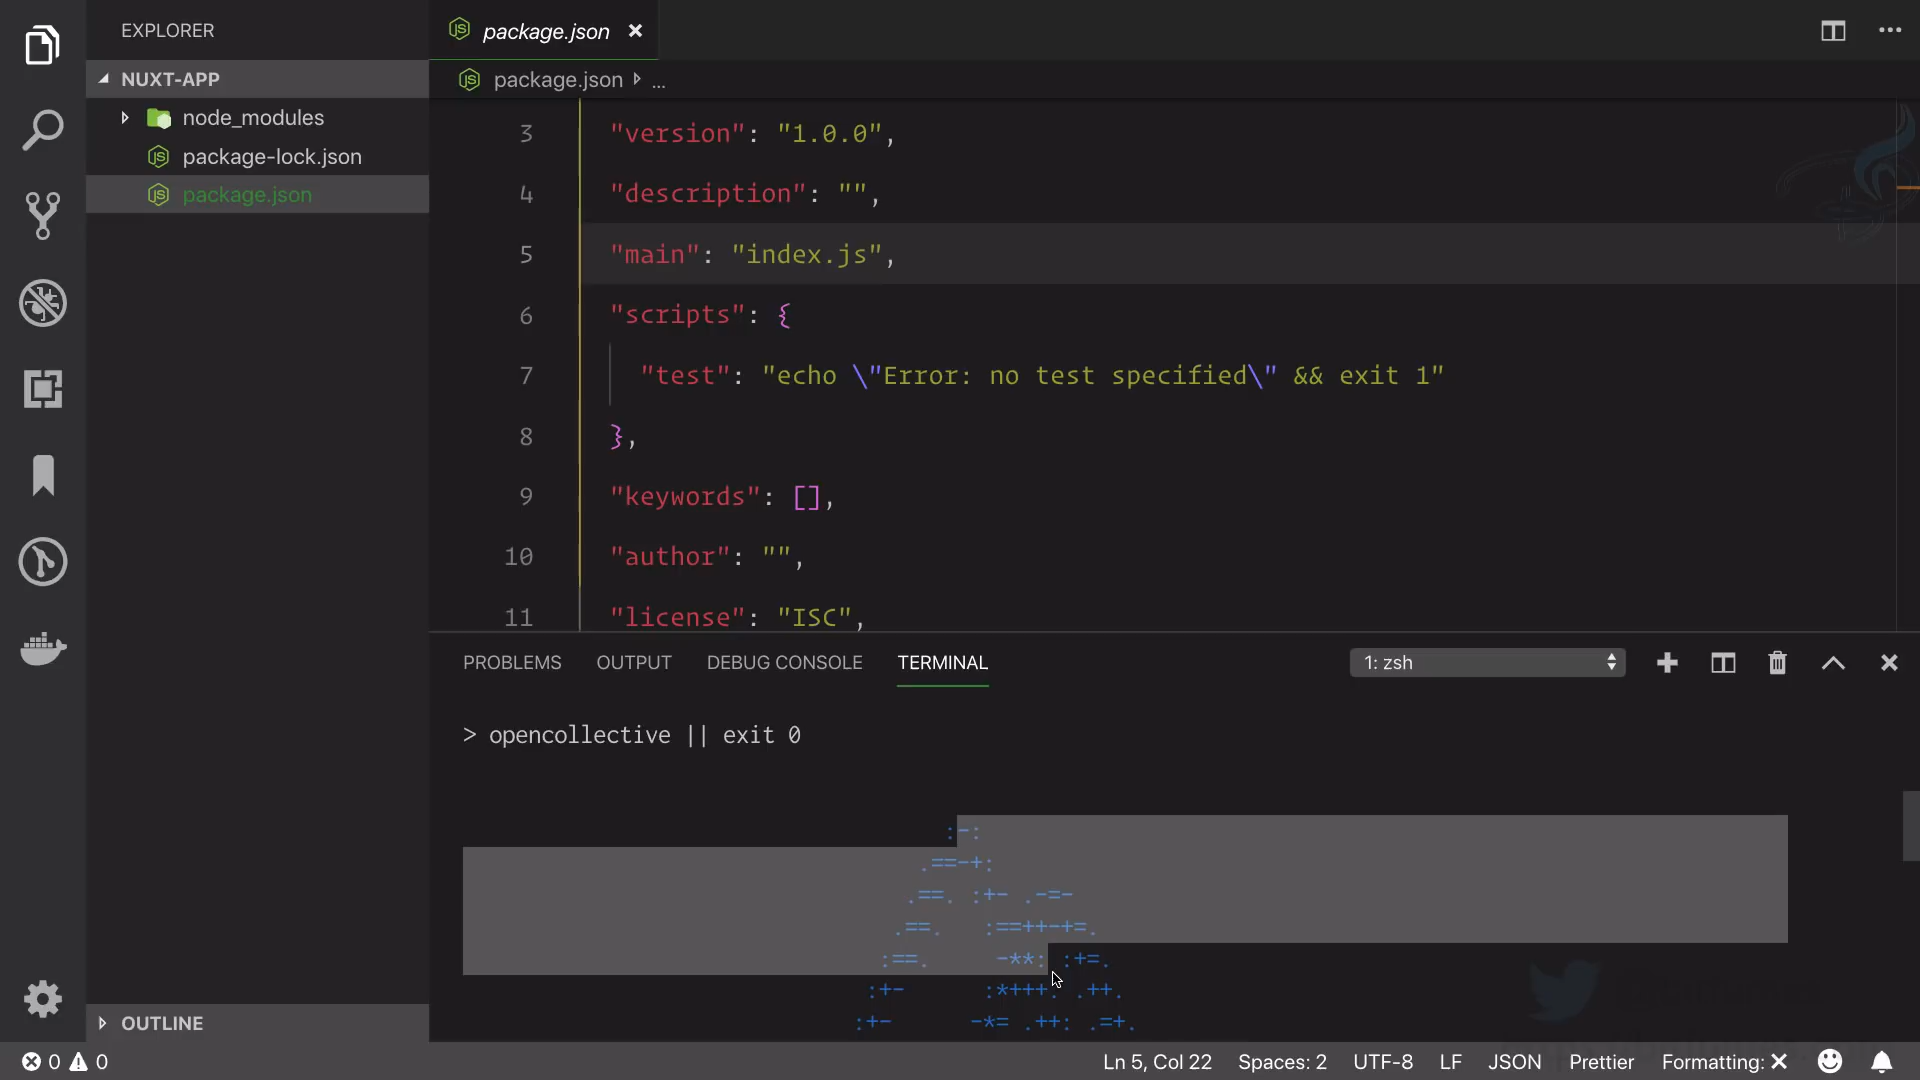 EXPLORER
NUXT-APP
node_modules
package-lock.json
package.json
OUTLINE
package.json
package.json ...
3 "version": "1.0.0",
4 "description": "",
5 "main": "index.js",
6 "scripts": {
7 "test": "echo \"Error: no test specified\" && exit 1"
8 },
9 "keywords": [],
10 "author": "",
11 "license": "ISC",
PROBLEMS OUTPUT DEBUG CONSOLE TERMINAL 1: zsh
> opencollective || exit 0
:-:
.==-+:
.==. :+- .-=-
.==. :==++-+=.
:==. -**: :+=.
:+- :*+++. .++.
:+- -*= .++: .=+.
0 0 Ln 5, Col 22 Spaces: 2 UTF-8 LF JSON Prettier Formatting: ×